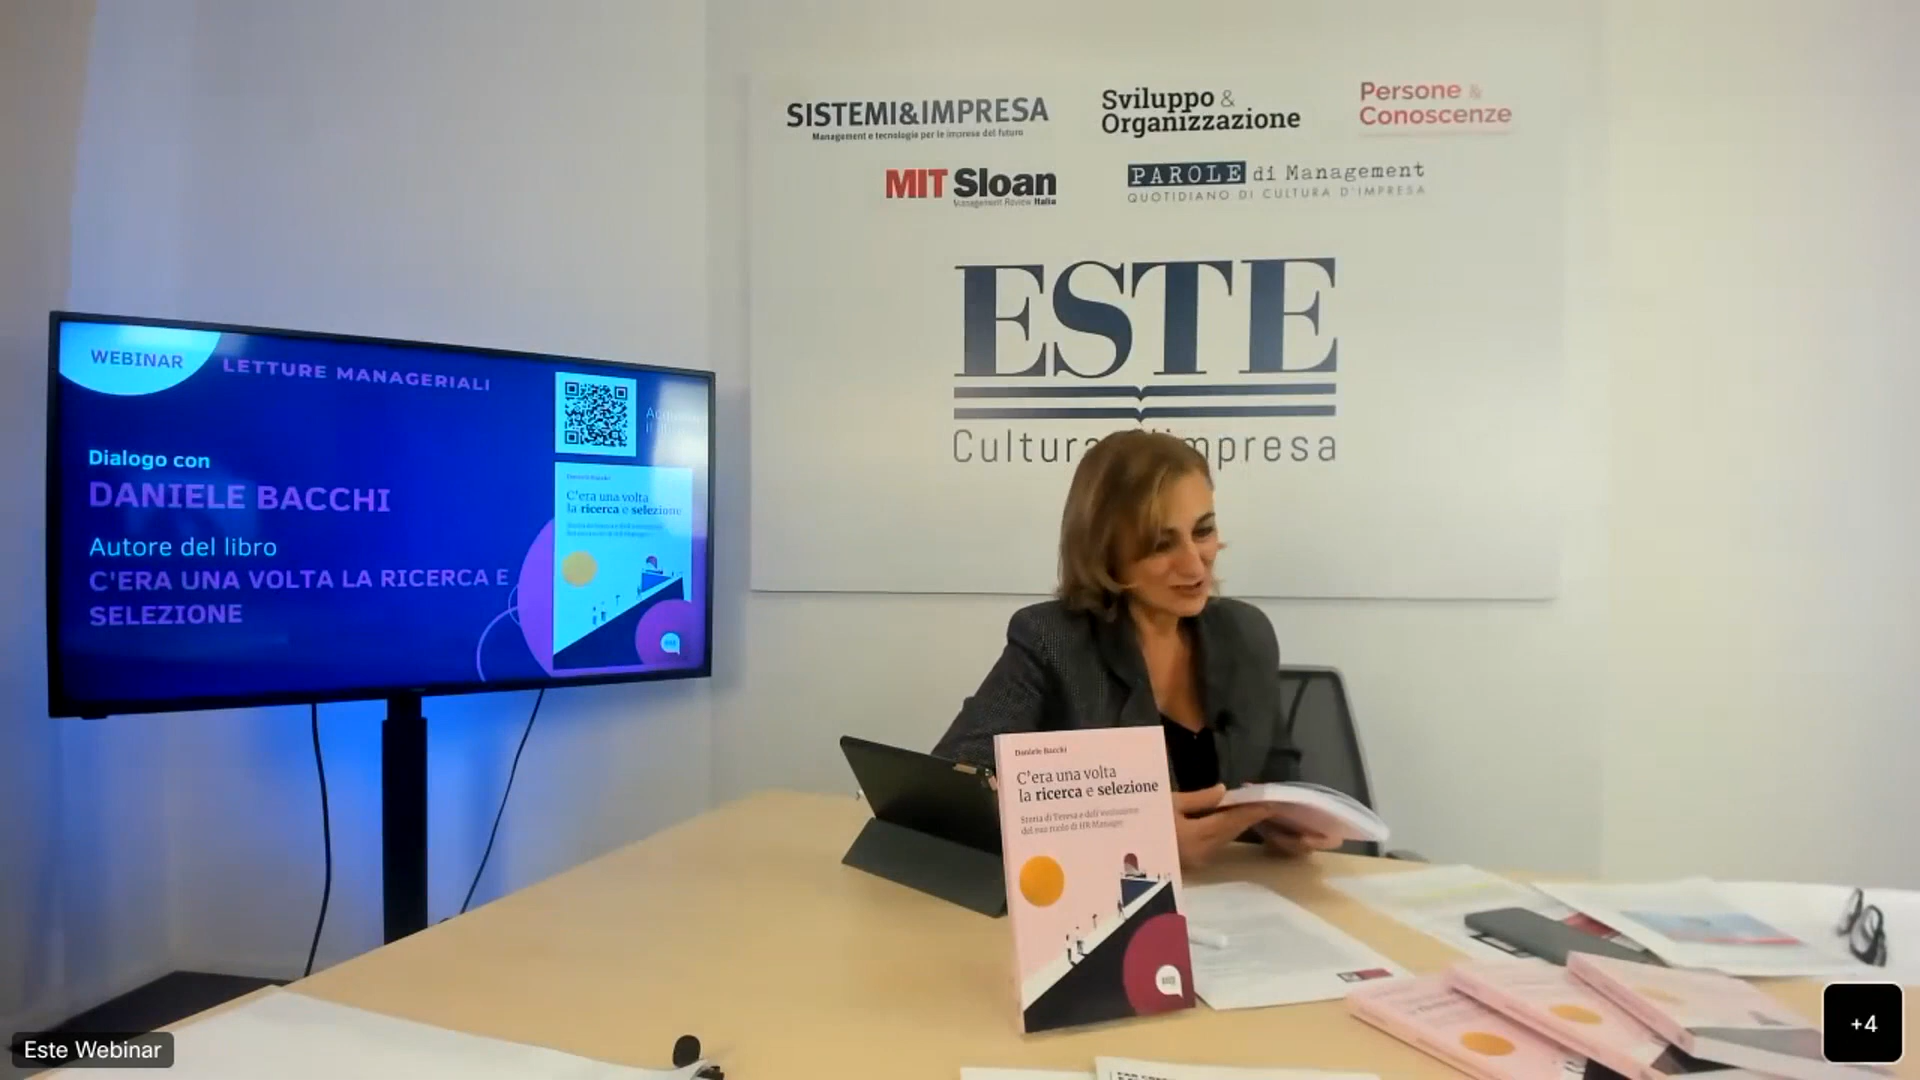 SISTEMI&IMPRESA
Management e tecnologie per le imprese del futuro
Sviluppo &
Organizzazione
Persone &
Conoscenze
MIT Sloan
Management Review Italia
PAROLE di Management
QUOTIDIANO DI CULTURA D'IMPRESA
ESTE
Cultura d'impresa
WEBINAR
LETTURE MANAGERIALI
Dialogo con
DANIELE BACCHI
Autore del libro
C'ERA UNA VOLTA LA RICERCA E
SELEZIONE
Daniele Bacchi
C'era una volta
la ricerca e selezione
Daniele Bacchi
C'era una volta
la ricerca e selezione
Storia di Teresa e dell'evoluzione
del suo ruolo di HR Manager
Este Webinar
+4